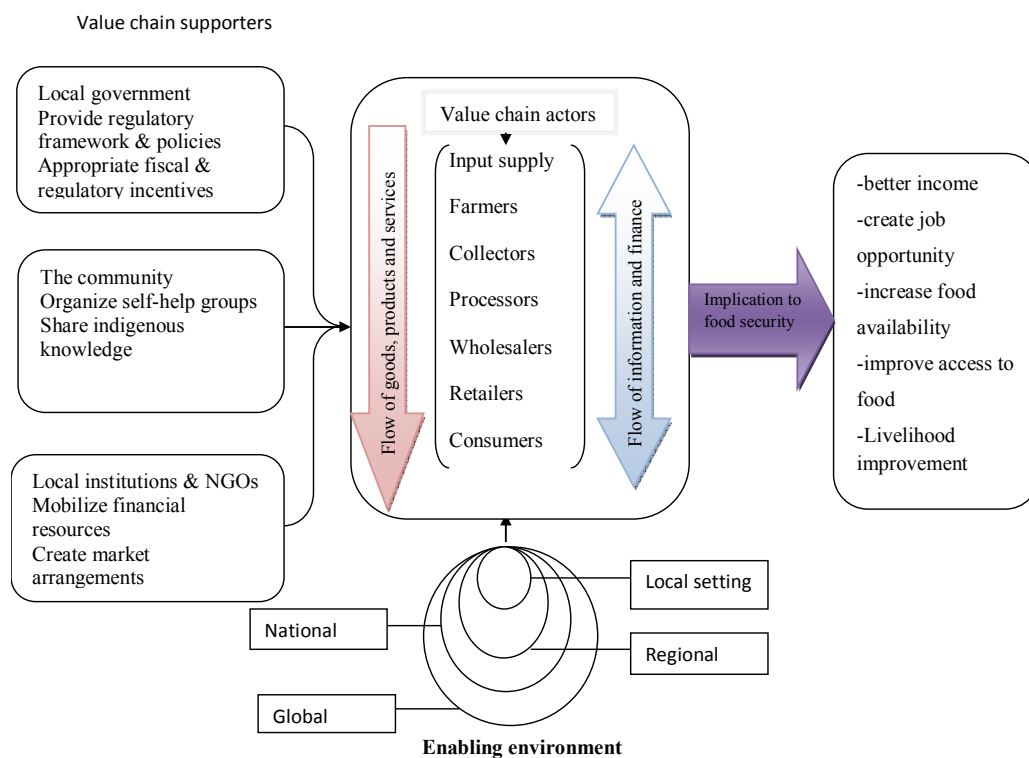 Value chain supporters
Local government
Provide regulatory
framework & policies
Appropriate fiscal &
regulatory incentives
The community
Organize self-help groups
Share indigenous
knowledge
Local institutions & NGOs
Mobilize financial
resources
Create market
arrangements
Value chain actors
Flow of goods, products and services
Input supply
Farmers
Collectors
Processors
Wholesalers
Retailers
Consumers
Flow of information and finance
Implication to
food security
-better income
-create job
opportunity
-increase food
availability
-improve access to
food
-Livelihood
improvement
Local setting
National
Regional
Global
Enabling environment